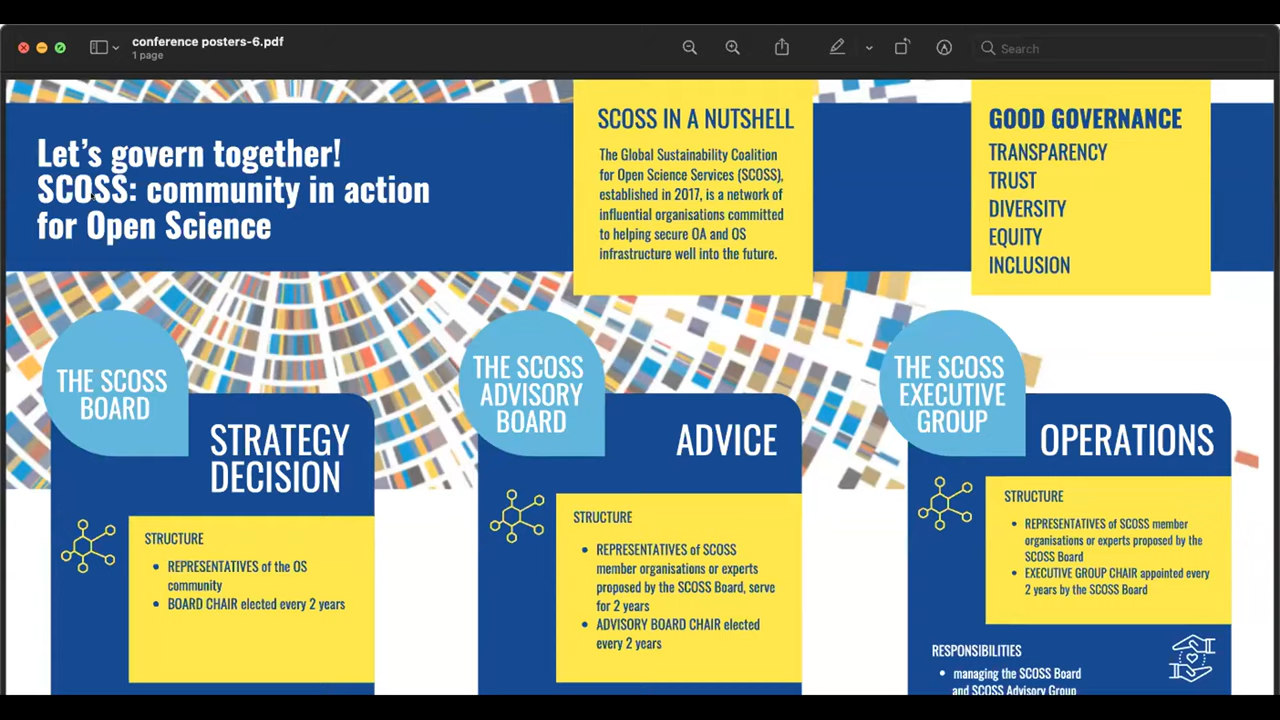 conference posters-6.pdf
1 page
Search
Let's govern together!
SCOSS: community in action
for Open Science
SCOSS IN A NUTSHELL
The Global Sustainability Coalition
for Open Science Services (SCOSS),
established in 2017, is a network of
influential organisations committed
to helping secure OA and OS
infrastructure well into the future.
GOOD GOVERNANCE
TRANSPARENCY
TRUST
DIVERSITY
EQUITY
INCLUSION
THE SCOSS
BOARD
STRATEGY
DECISION
STRUCTURE
• REPRESENTATIVES of the OS
community
• BOARD CHAIR elected every 2 years
THE SCOSS
ADVISORY
BOARD
ADVICE
STRUCTURE
• REPRESENTATIVES of SCOSS
member organisations or experts
proposed by the SCOSS Board, serve
for 2 years
• ADVISORY BOARD CHAIR elected
every 2 years
THE SCOSS
EXECUTIVE
GROUP
OPERATIONS
STRUCTURE
• REPRESENTATIVES of SCOSS member
organisations or experts proposed by the
SCOSS Board
• EXECUTIVE GROUP CHAIR appointed every
2 years by the SCOSS Board
RESPONSIBILITIES
• managing the SCOSS Board
and SCOSS Advisory Group